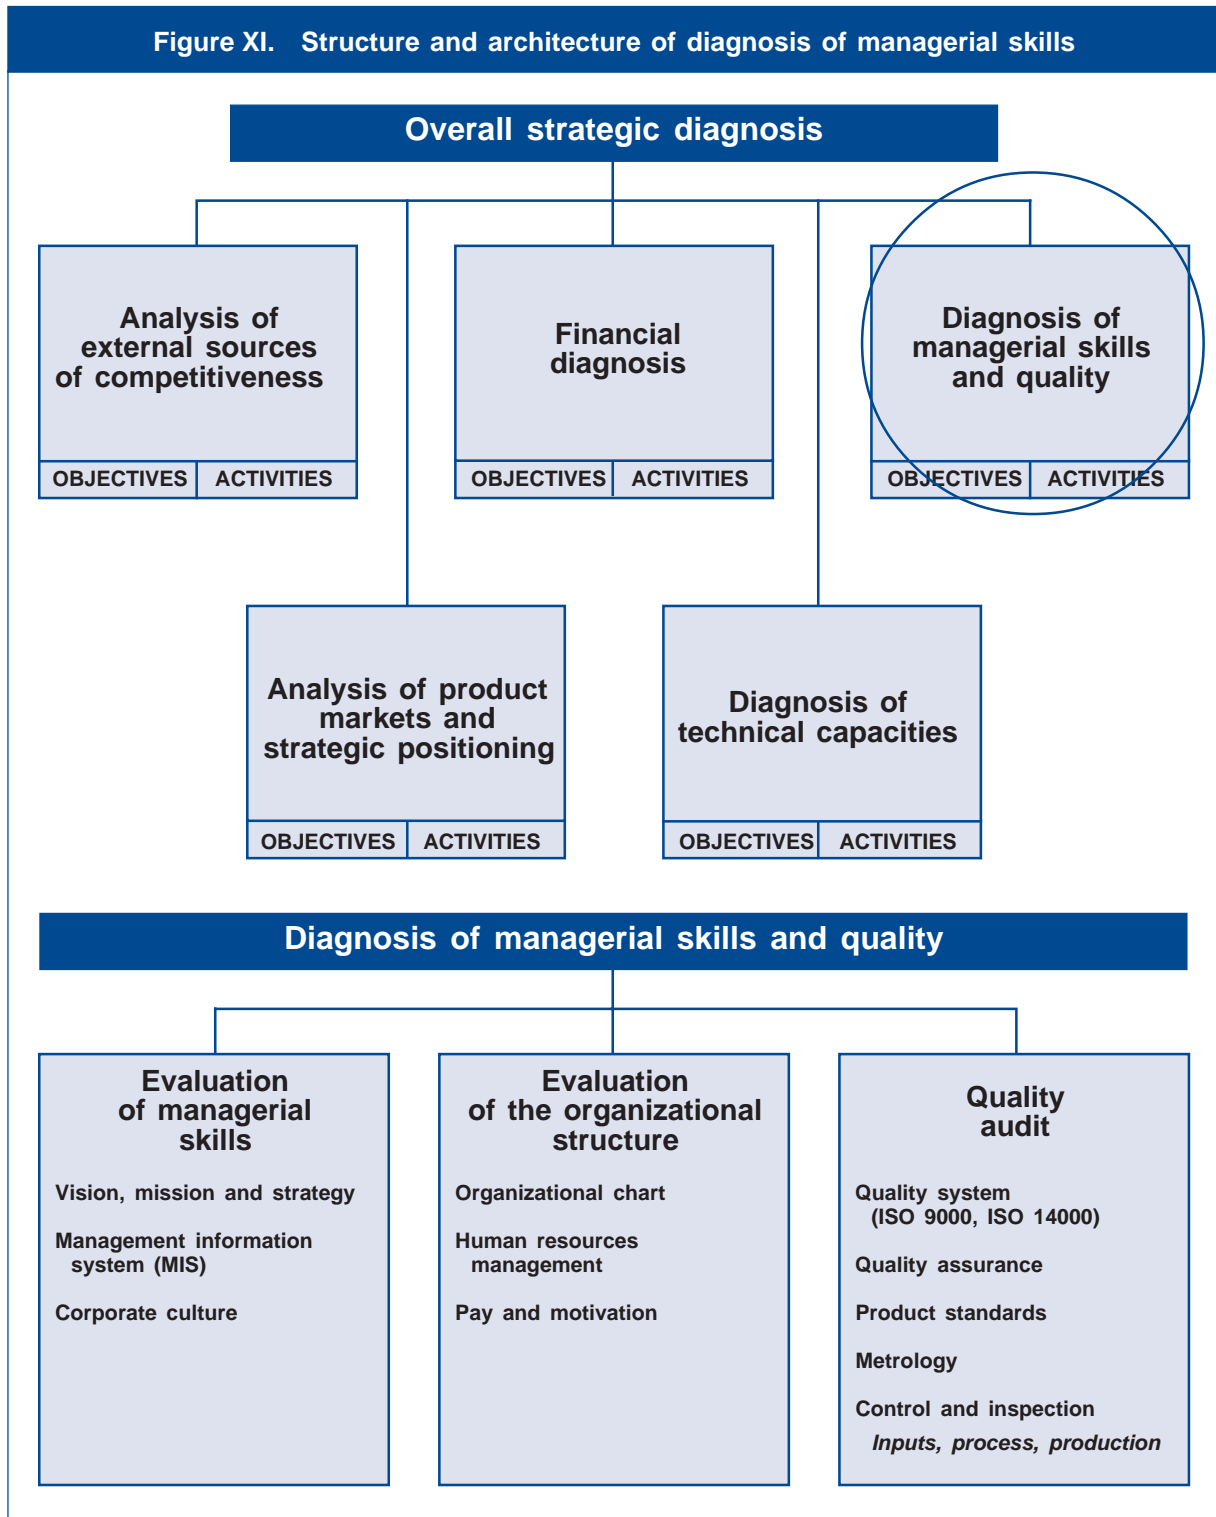 Figure XI. Structure and architecture of diagnosis of managerial skills
Overall strategic diagnosis
Analysis of
external sources
of competitiveness
OBJECTIVES ACTIVITIES
Financial
diagnosis
OBJECTIVES ACTIVITIES
Diagnosis of
managerial skills
and quality
OBJECTIVES ACTIVITIES
Analysis of product
markets and
strategic positioning
OBJECTIVES ACTIVITIES
Diagnosis of
technical capacities
OBJECTIVES ACTIVITIES
Diagnosis of managerial skills and quality
Evaluation
of managerial
skills
Vision, mission and strategy
Management information
system (MIS)
Corporate culture
Evaluation
of the organizational
structure
Organizational chart
Human resources
management
Pay and motivation
Quality
audit
Quality system
(ISO 9000, ISO 14000)
Quality assurance
Product standards
Metrology
Control and inspection
Inputs, process, production